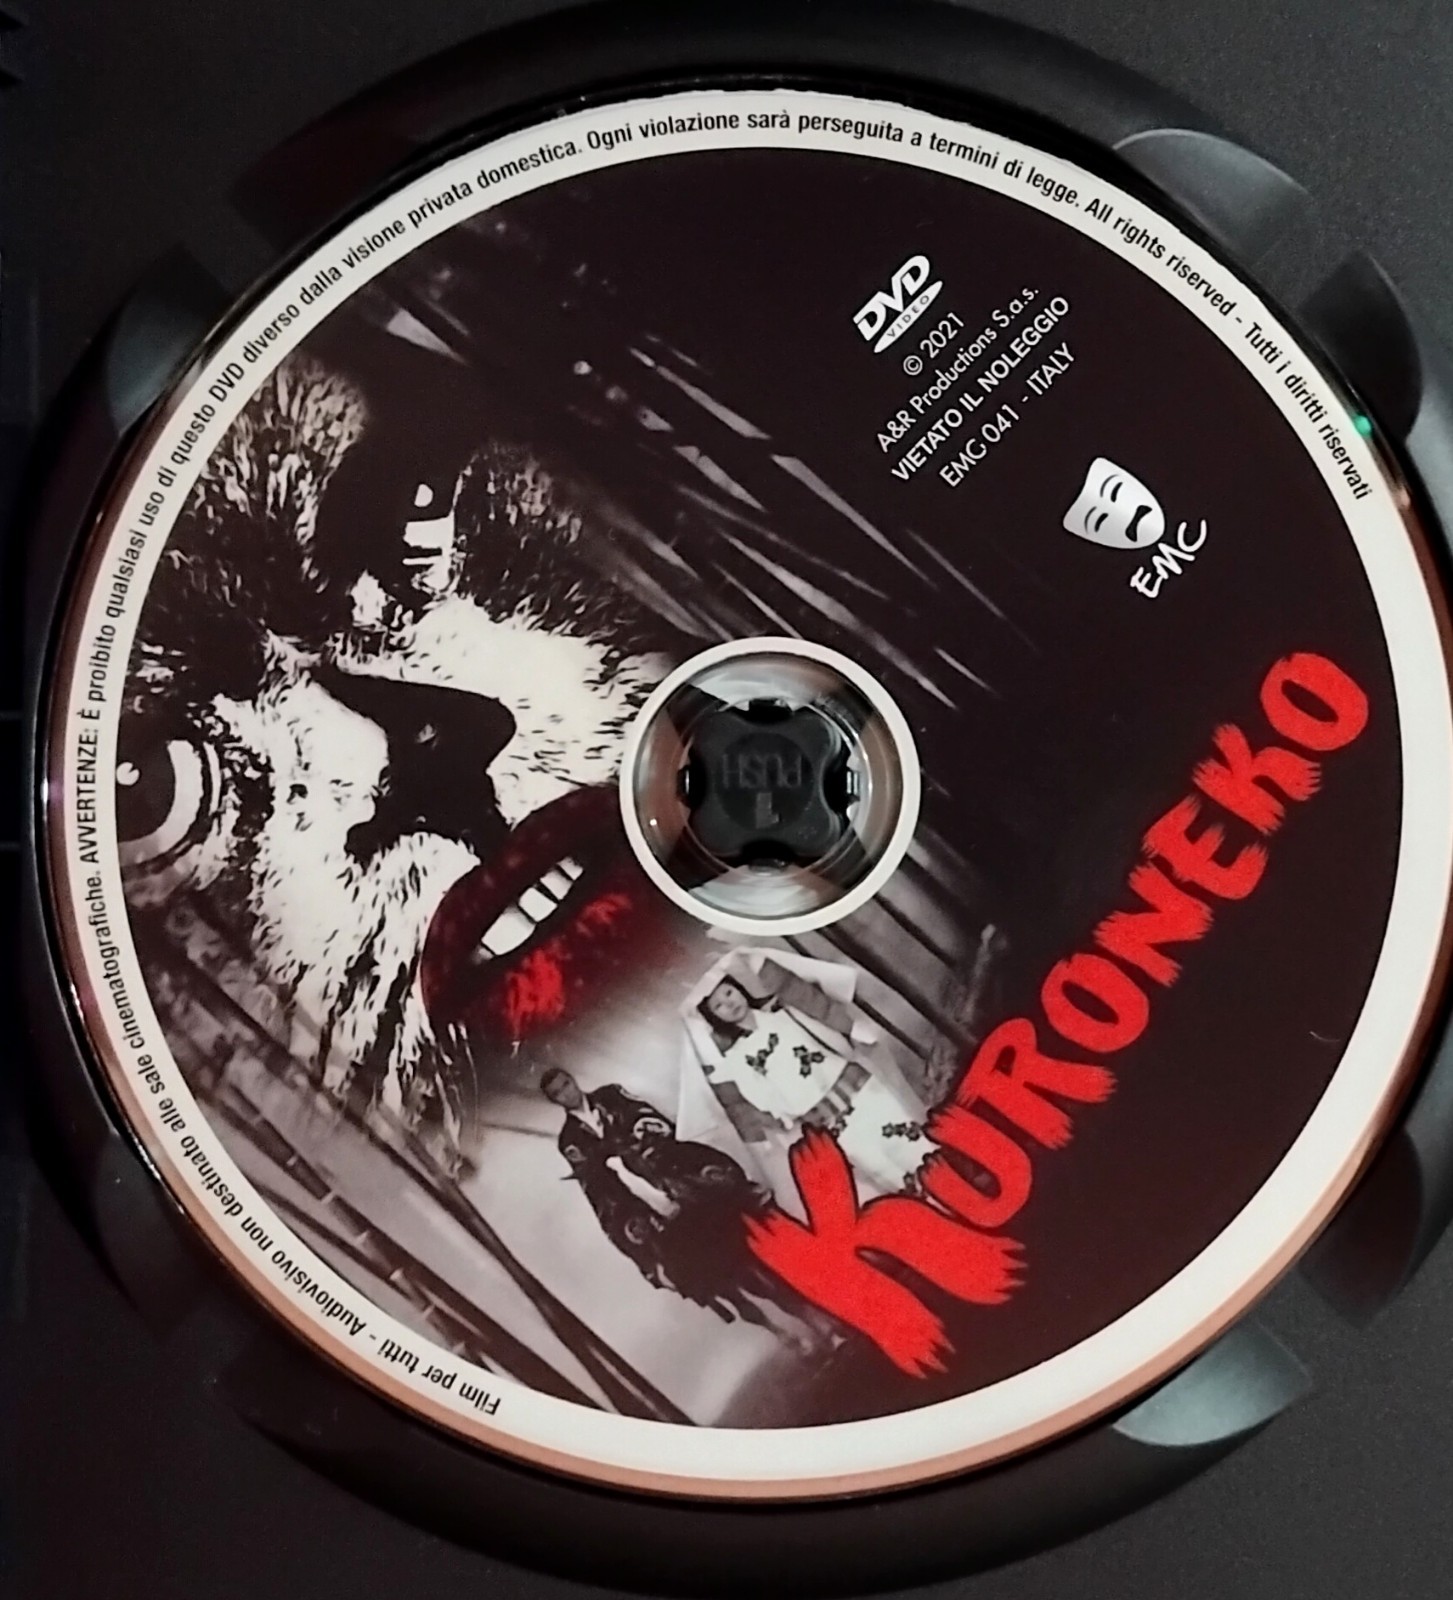 Film per tutti - Audiovisivo non destinato alle sale cinematografiche. AVVERTENZE: È proibito qualsiasi uso di questo DVD diverso dalla visione privata domestica. Ogni violazione sarà perseguita a termini di legge. All rights riserved - Tutti i diritti riservati
DVD
VIDEO
© 2021
A&R Productions S.a.s.
VIETATO IL NOLEGGIO
EMC 041 - ITALY
EMC
KURONEKO
PUSH